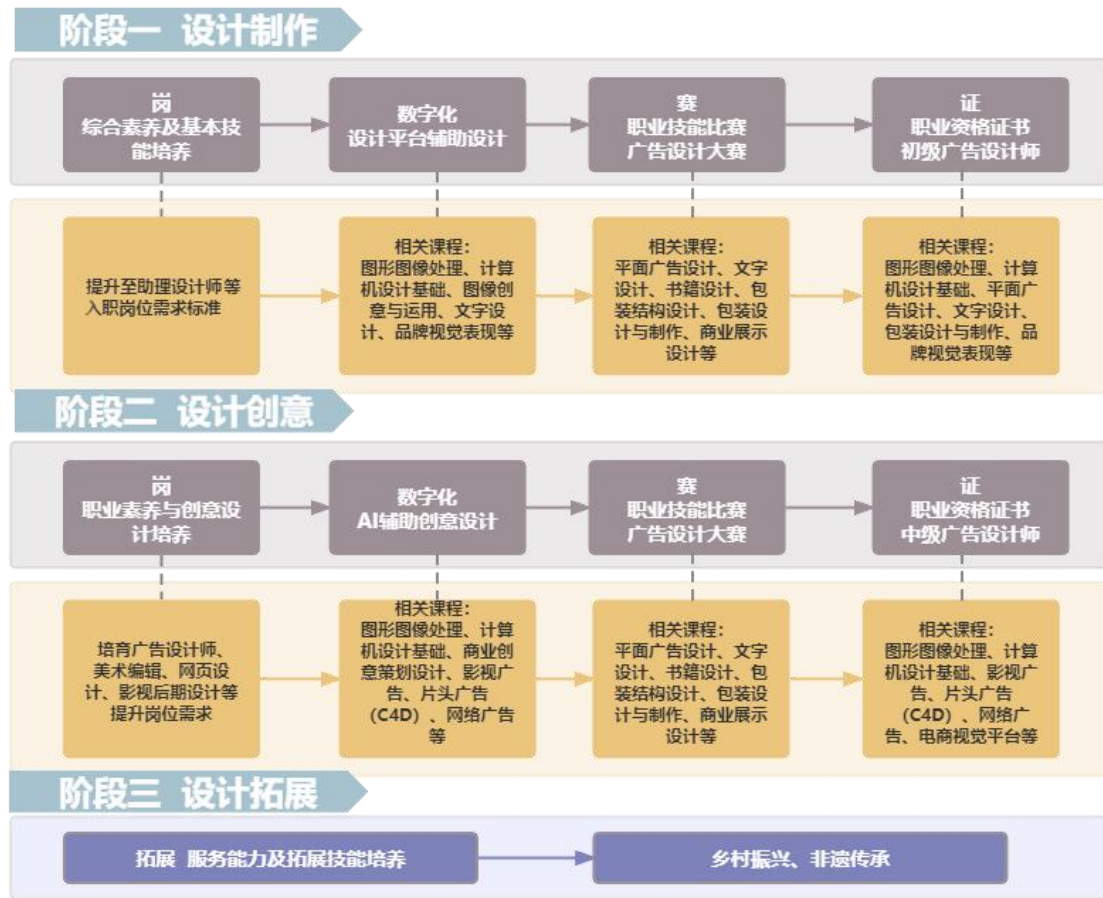 阶段一 设计制作
岗
综合素养及基本技
能培养
数字化
设计平台辅助设计
赛
职业技能比赛
广告设计大赛
证
职业资格证书
初级广告设计师
提升至助理设计师等
入职岗位需求标准
相关课程：
图形图像处理、计算
机设计基础、图像创
意与运用、文字设
计、品牌视觉表现等
相关课程：
平面广告设计、文字
设计、书籍设计、包
装结构设计、包装设
计与制作、商业展示
设计等
相关课程：
图形图像处理、计算
机设计基础、平面广
告设计、文字设计、
包装设计与制作、品
牌视觉表现等
阶段二 设计创意
岗
职业素养与创意设
计培养
数字化
AI辅助创意设计
赛
职业技能比赛
广告设计大赛
证
职业资格证书
中级广告设计师
培育广告设计师、
美术编辑、网页设
计、影视后期设计等
提升岗位需求
相关课程：
图形图像处理、计算
机设计基础、商业创
意策划设计、影视广
告、片头广告
（C4D）、网络广告
等
相关课程：
平面广告设计、文字
设计、书籍设计、包
装结构设计、包装设
计与制作、商业展示
设计等
相关课程：
图形图像处理、计算
机设计基础、影视广
告、片头广告
（C4D）、网络广
告、电商视觉平台等
阶段三 设计拓展
拓展 服务能力及拓展技能培养
乡村振兴、非遗传承